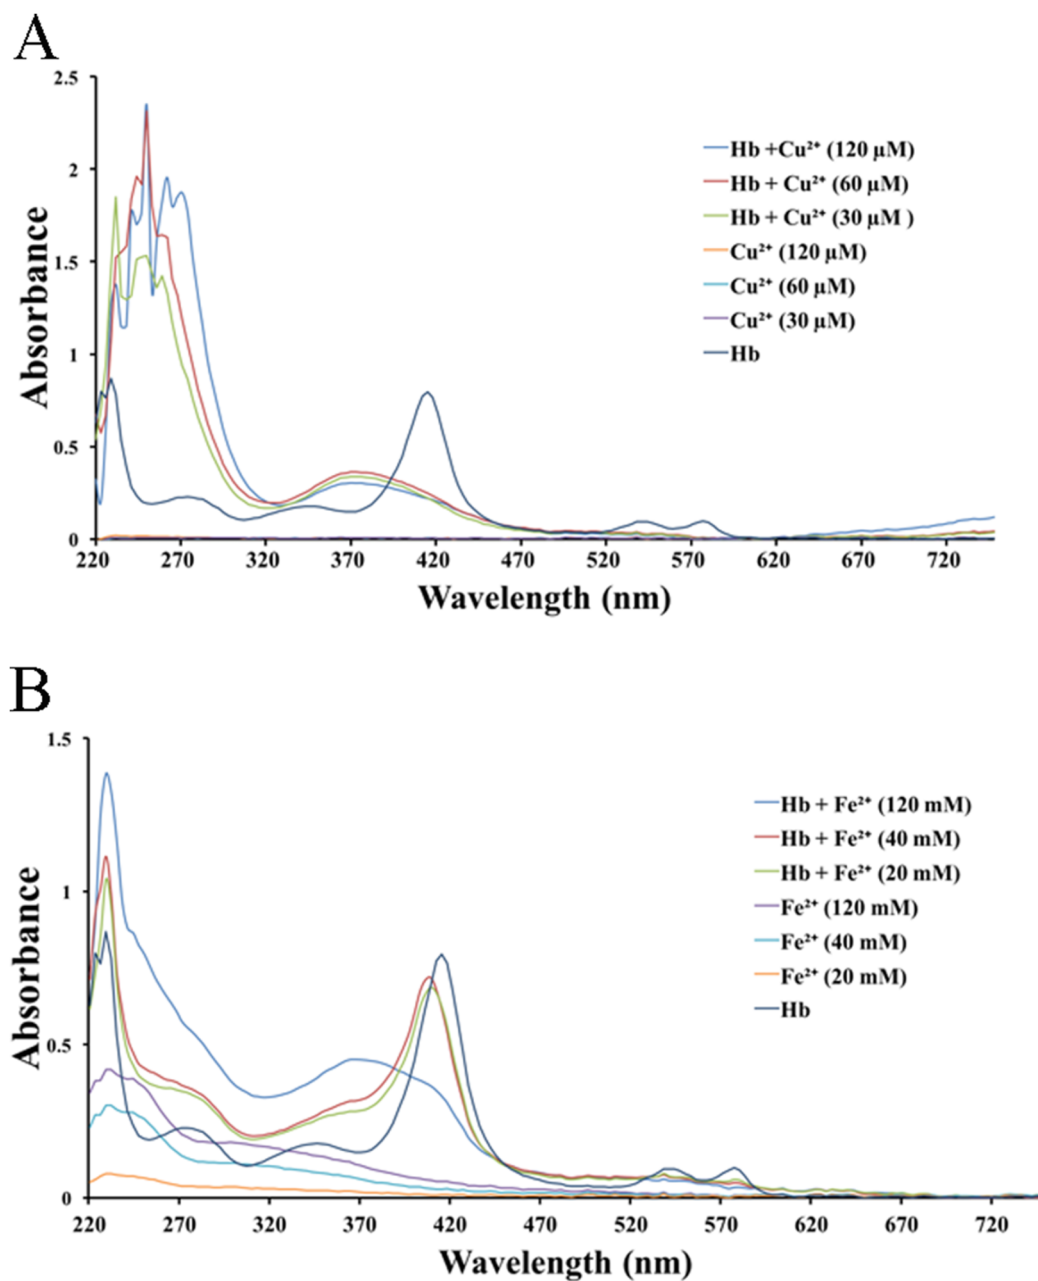 A
2.5
2
1.5
1
0.5
0
Absorbance
Hb +Cu²⁺ (120 µM)
Hb + Cu²⁺ (60 µM)
Hb + Cu²⁺ (30 µM )
Cu²⁺ (120 µM)
Cu²⁺ (60 µM)
Cu²⁺ (30 µM)
Hb
220 270 320 370 420 470 520 570 620 670 720
Wavelength (nm)
B
1.5
1
0.5
0
Absorbance
Hb + Fe²⁺ (120 mM)
Hb + Fe²⁺ (40 mM)
Hb + Fe²⁺ (20 mM)
Fe²⁺ (120 mM)
Fe²⁺ (40 mM)
Fe²⁺ (20 mM)
Hb
220 270 320 370 420 470 520 570 620 670 720
Wavelength (nm)